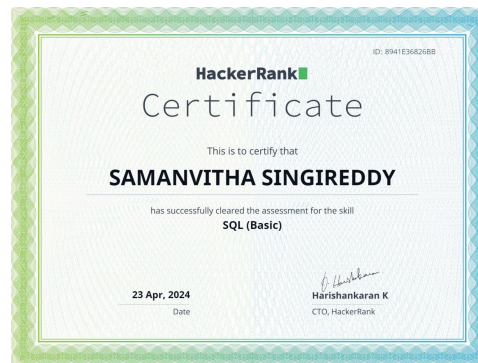 ID: 8941E36826BB
HackerRank
Certificate
This is to certify that
SAMANVITHA SINGIREDDY
has successfully cleared the assessment for the skill
SQL (Basic)
23 Apr, 2024
Date
Harishankaran K
CTO, HackerRank